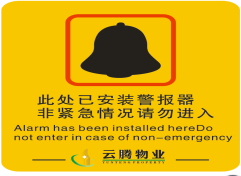 此处已安装警报器
非紧急情况请勿进入
Alarm has been installed hereDo
not enter in case of non-emergency
云腾物业